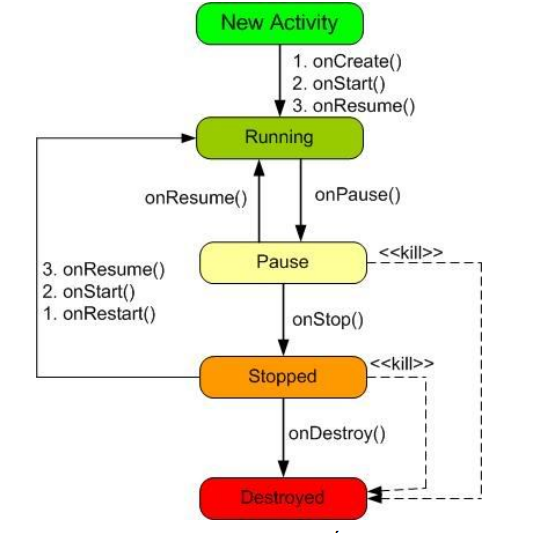 New Activity
1. onCreate()
2. onStart()
3. onResume()
Running
onResume()
onPause()
Pause
<<kill>>
3. onResume()
2. onStart()
1. onRestart()
onStop()
Stopped
<<kill>>
onDestroy()
Destroyed